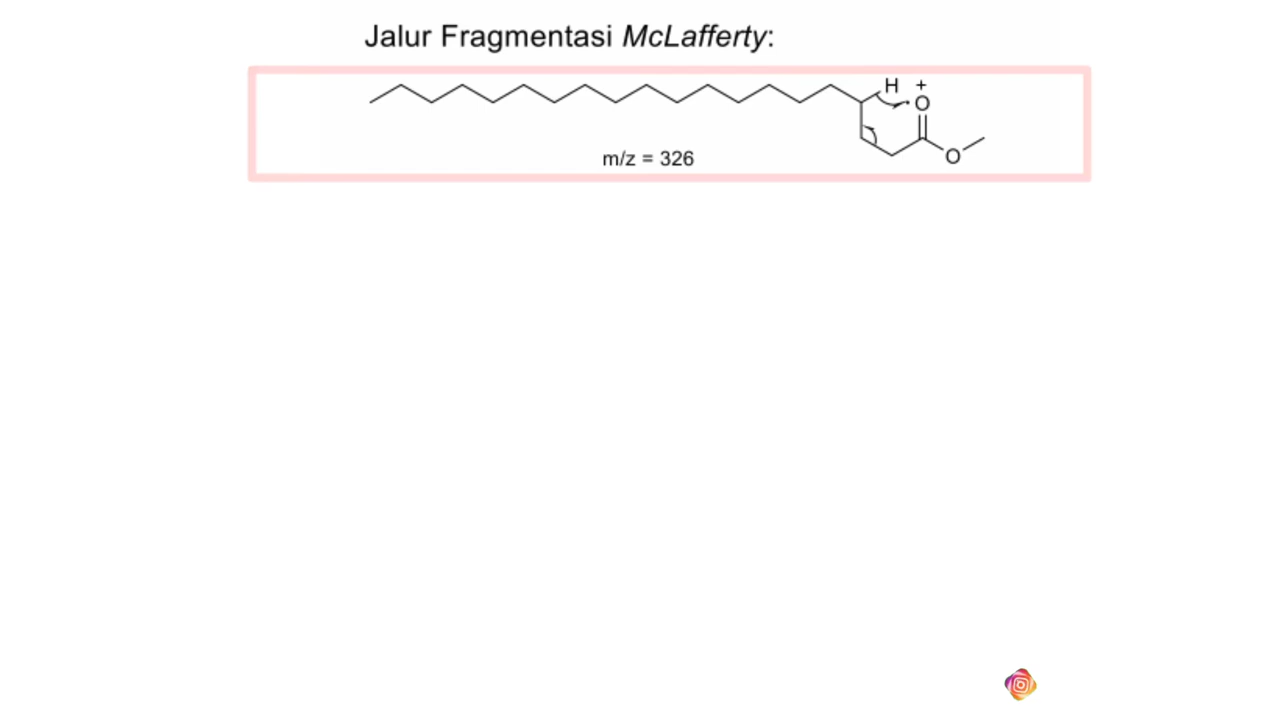 Jalur Fragmentasi McLafferty:
H +
·O
O
m/z = 326